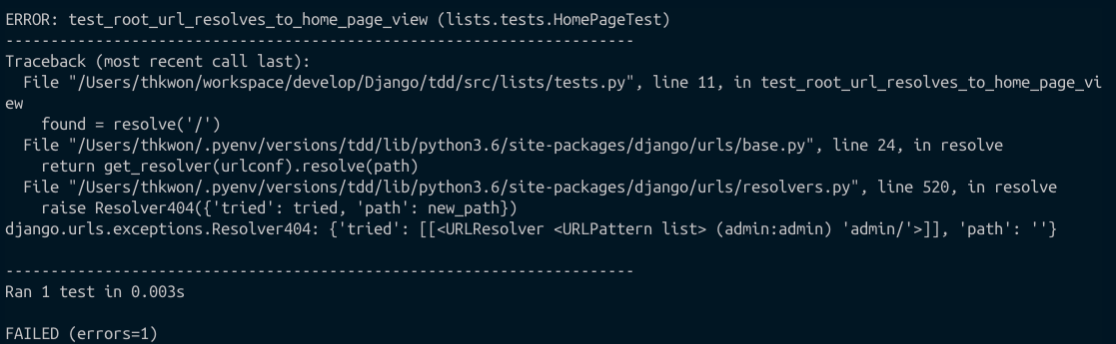 ERROR: test_root_url_resolves_to_home_page_view (lists.tests.HomePageTest)
----------------------------------------------------------------------
Traceback (most recent call last):
  File "/Users/thkwon/workspace/develop/Django/tdd/src/lists/tests.py", line 11, in test_root_url_resolves_to_home_page_vi
ew
    found = resolve('/')
  File "/Users/thkwon/.pyenv/versions/tdd/lib/python3.6/site-packages/django/urls/base.py", line 24, in resolve
    return get_resolver(urlconf).resolve(path)
  File "/Users/thkwon/.pyenv/versions/tdd/lib/python3.6/site-packages/django/urls/resolvers.py", line 520, in resolve
    raise Resolver404({'tried': tried, 'path': new_path})
django.urls.exceptions.Resolver404: {'tried': [[<URLResolver <URLPattern list> (admin:admin) 'admin/'>]], 'path': ''}
----------------------------------------------------------------------
Ran 1 test in 0.003s
FAILED (errors=1)